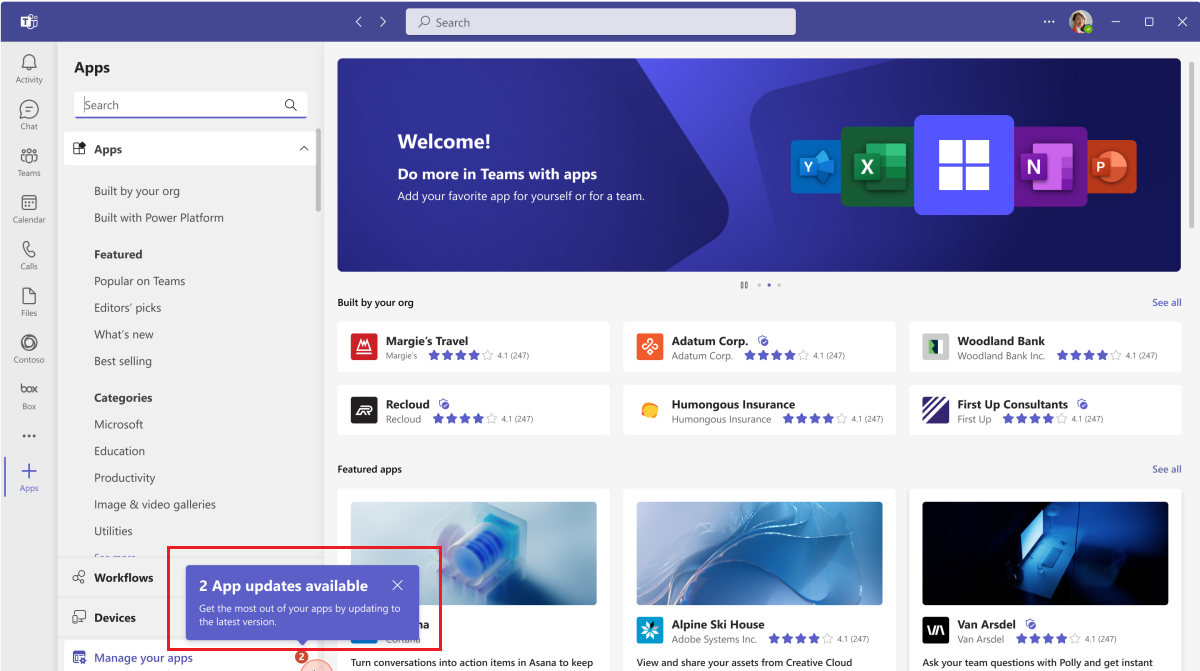 Search
Activity
Chat
Teams
Calendar
Calls
Files
Contoso
box
Box
Apps
Apps
Search
Apps
Built by your org
Built with Power Platform
Featured
Popular on Teams
Editors' picks
What's new
Best selling
Categories
Microsoft
Education
Productivity
Image & video galleries
Utilities
See more
Workflows
Devices
Manage your apps
2
2 App updates available
Get the most out of your apps by updating to
the latest version.
Welcome!
Do more in Teams with apps
Add your favorite app for yourself or for a team.
Y X N P
Built by your org See all
Margie's Travel
Margie's 4.1 (247)
Adatum Corp.
Adatum Corp. 4.1 (247)
Woodland Bank
Woodland Bank Inc. 4.1 (247)
Recloud
Recloud 4.1 (247)
Humongous Insurance
Humongous Insurance 4.1 (247)
First Up Consultants
First Up 4.1 (247)
Featured apps See all
Cortana
Turn conversations into action items in Asana to keep
Alpine Ski House
Adobe Systems Inc. 4.1 (247)
View and share your assets from Creative Cloud
Van Arsdel
Van Arsdel 4.1 (247)
Ask your team questions with Polly and get instant